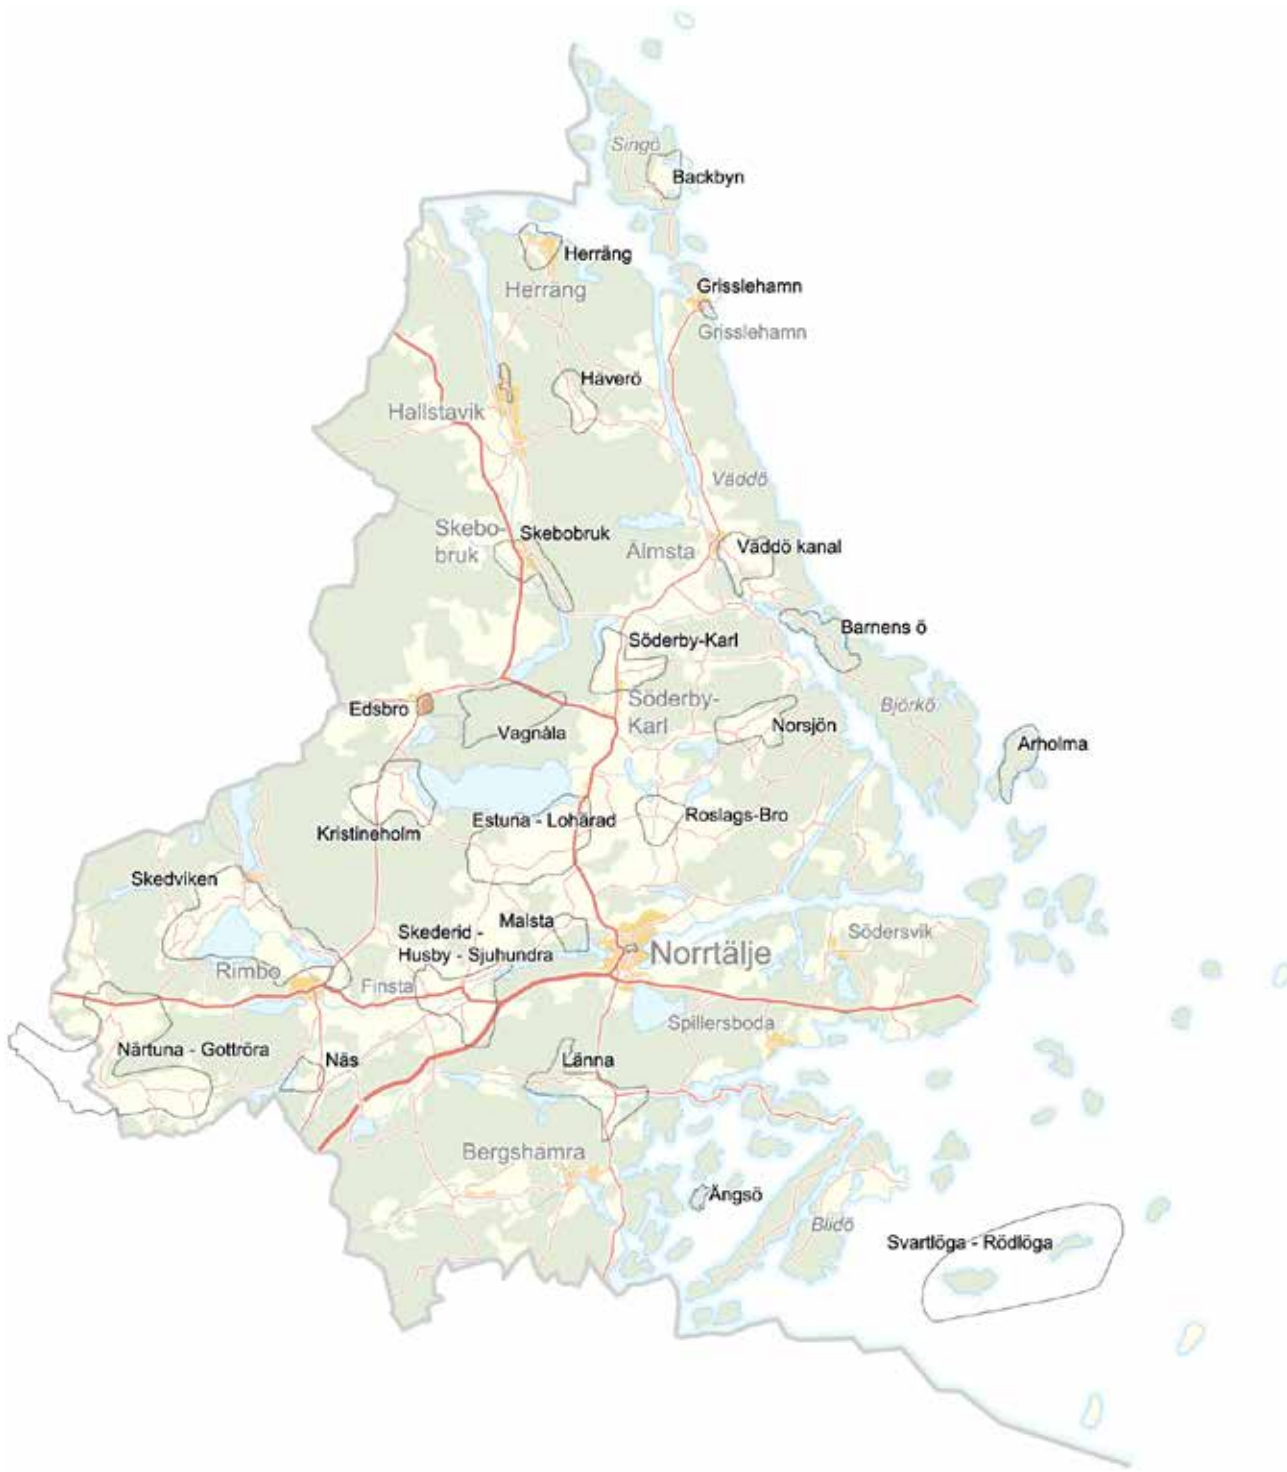 Singö
Backbyn
Herräng
Herräng
Grisslehamn
Grisslehamn
Häverö
Hallstavik
Väddö
Skebo-
bruk
Skebobruk
Älmsta
Väddö kanal
Barnens ö
Söderby-Karl
Söderby-
Karl
Björkö
Edsbro
Vagnåla
Norsjön
Arholma
Kristineholm
Estuna - Lohärad
Roslags-Bro
Skedviken
Malsta
Skederid -
Husby - Sjuhundra
Norrtälje
Södersvik
Rimbo
Finsta
Spillersboda
Närtuna - Gottröra
Näs
Länna
Bergshamra
Ängsö
Blidö
Svartlöga - Rödlöga